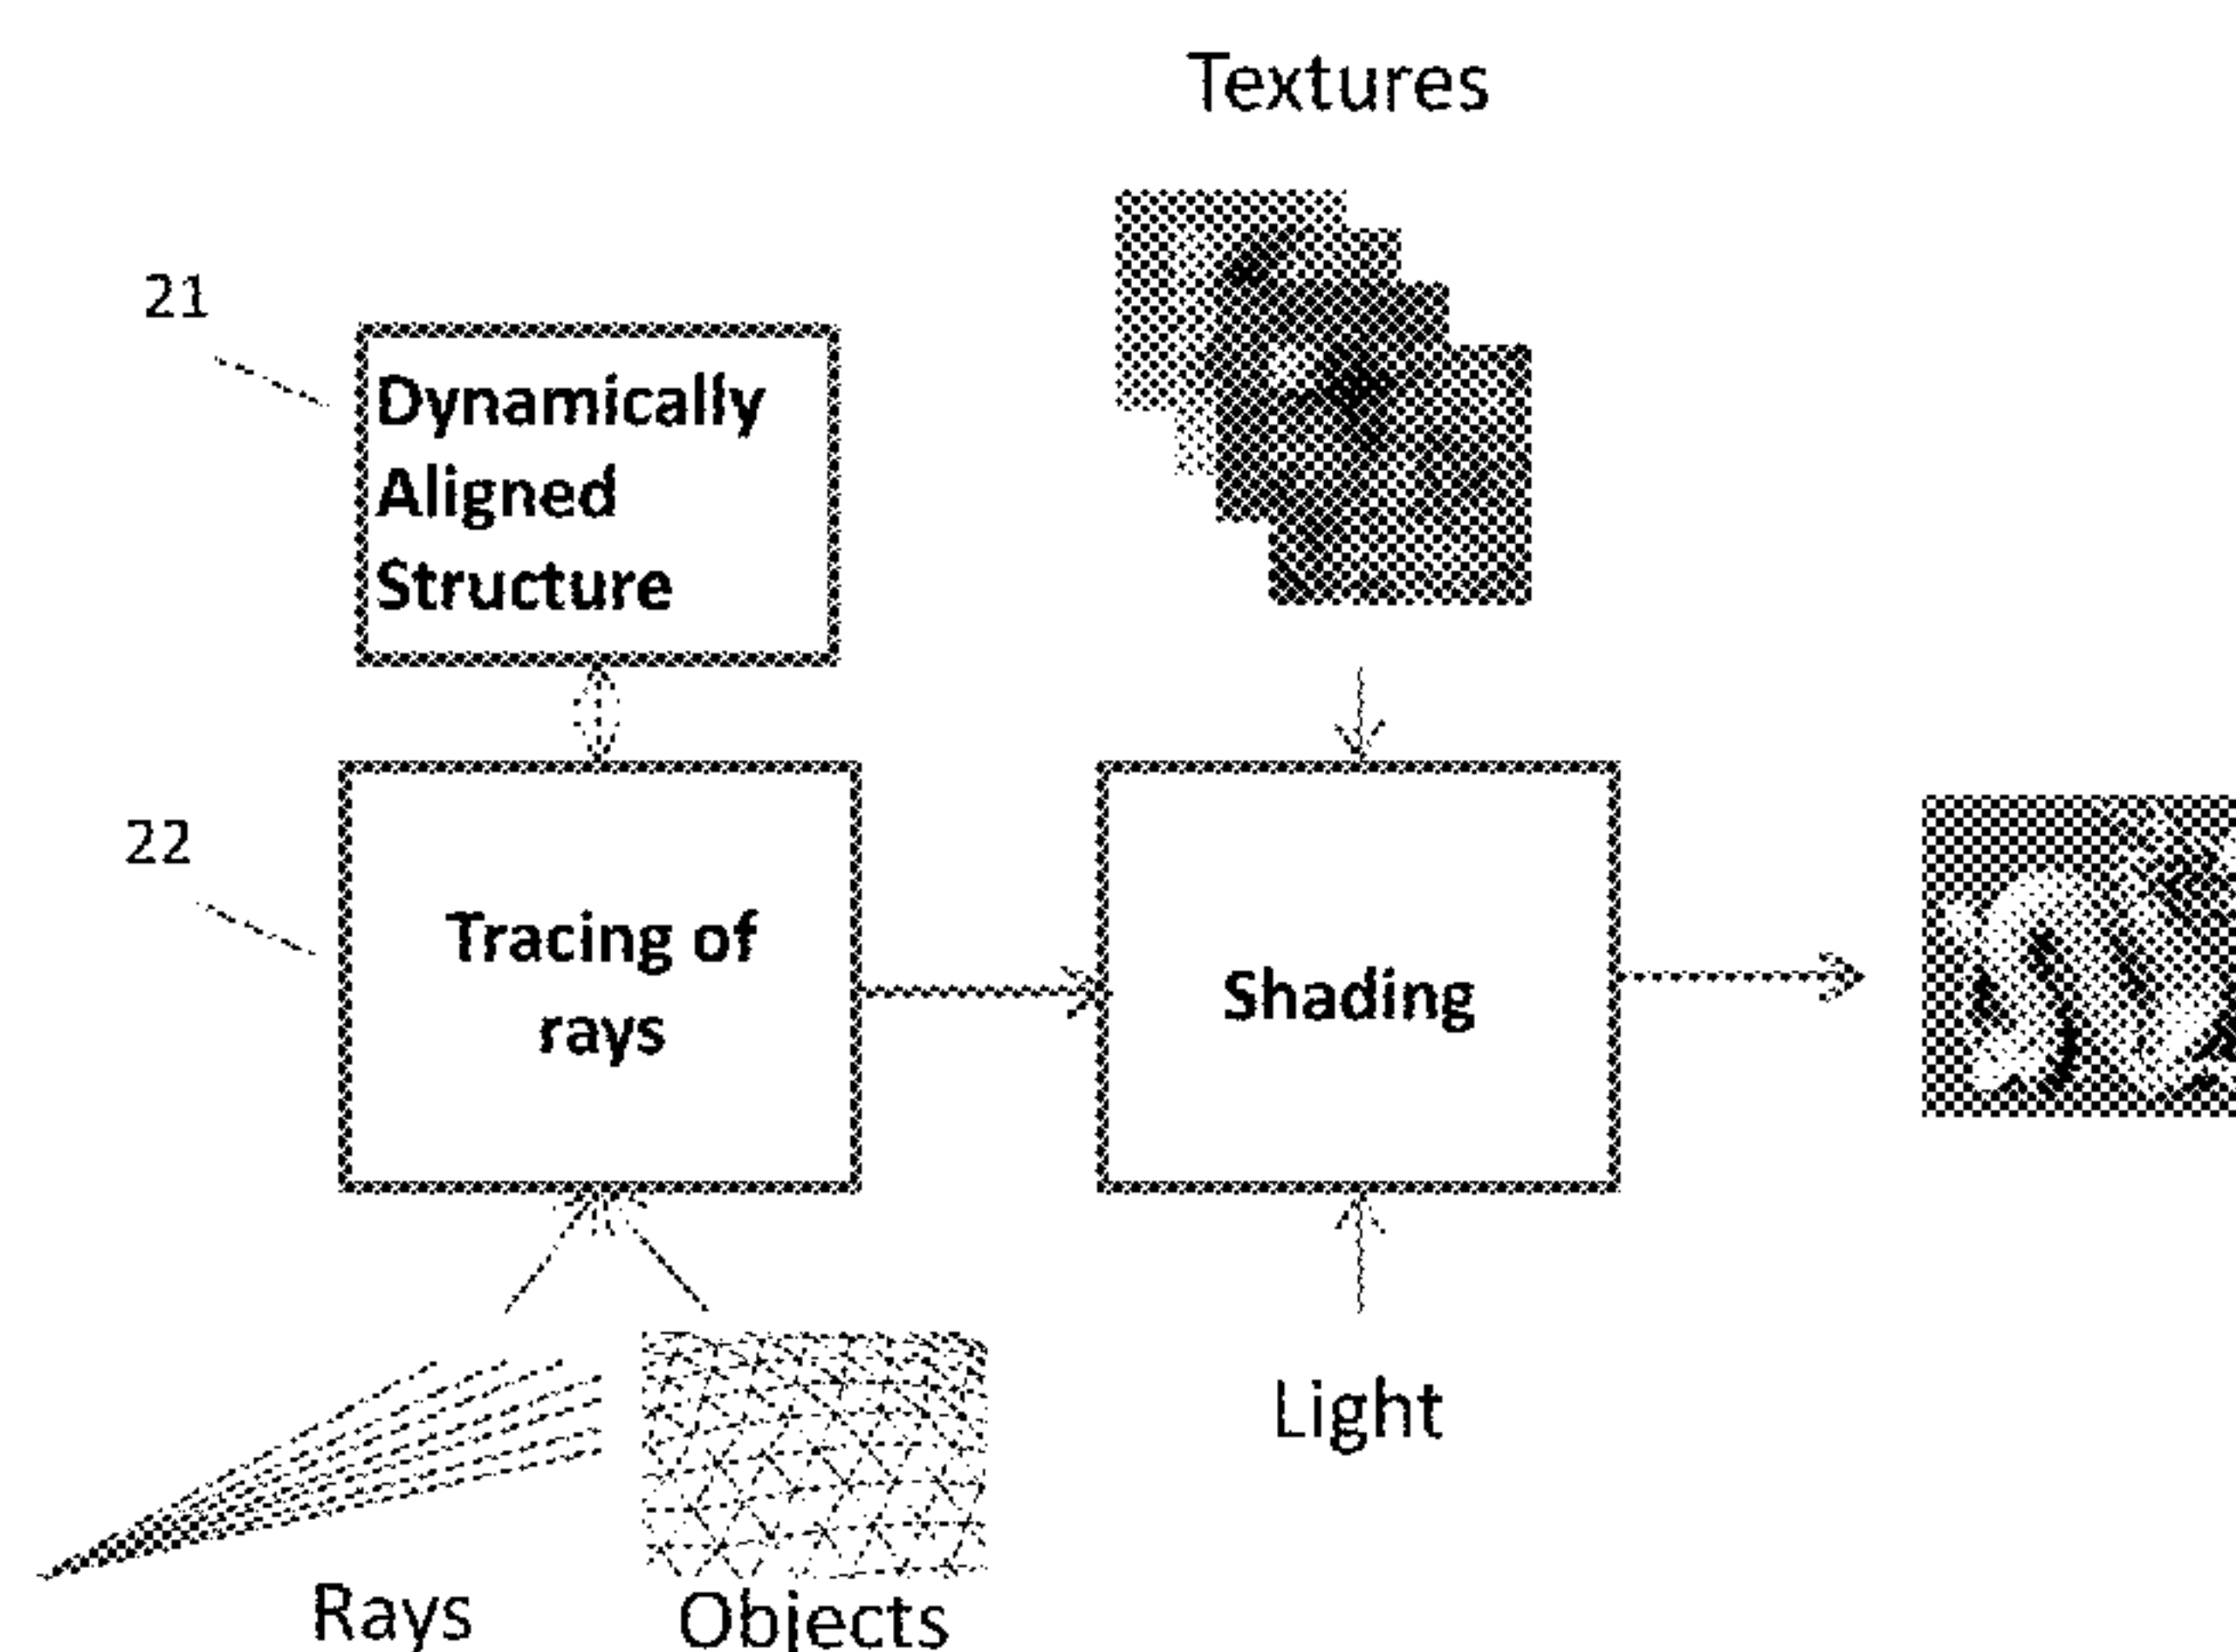 Textures
21
Dynamically
Aligned
Structure
22
Tracing of
rays
Shading
Light
Rays
Objects